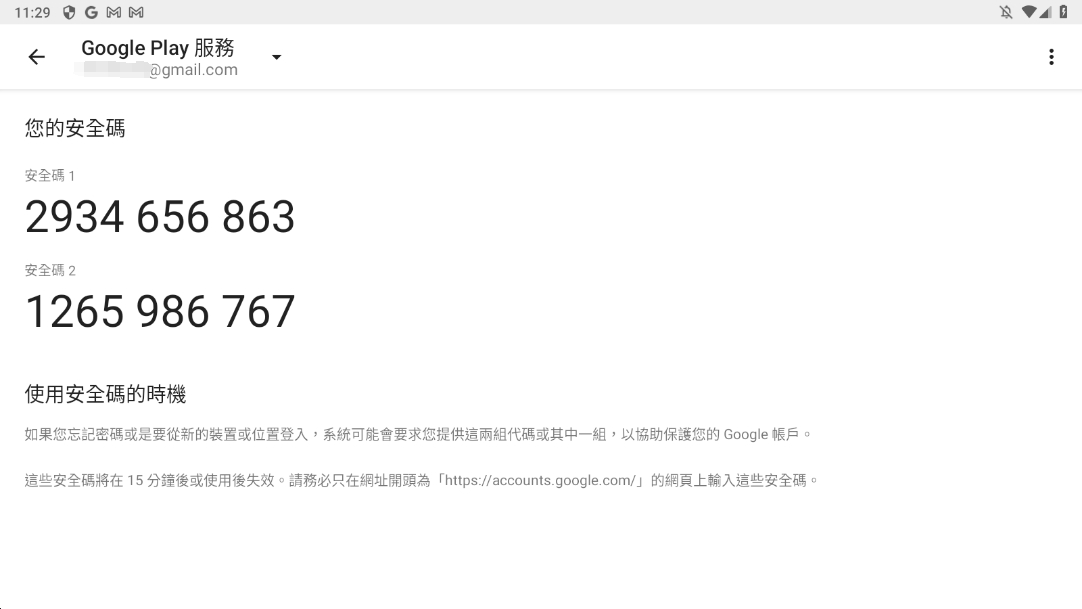 11:29
Google Play 服務
@gmail.com
您的安全碼
安全碼 1
2934 656 863
安全碼 2
1265 986 767
使用安全碼的時機
如果您忘記密碼或是要從新的裝置或位置登入，系統可能會要求您提供這兩組代碼或其中一組，以協助保護您的 Google 帳戶。
這些安全碼將在 15 分鐘後或使用後失效。請務必只在網址開頭為「https://accounts.google.com/」的網頁上輸入這些安全碼。